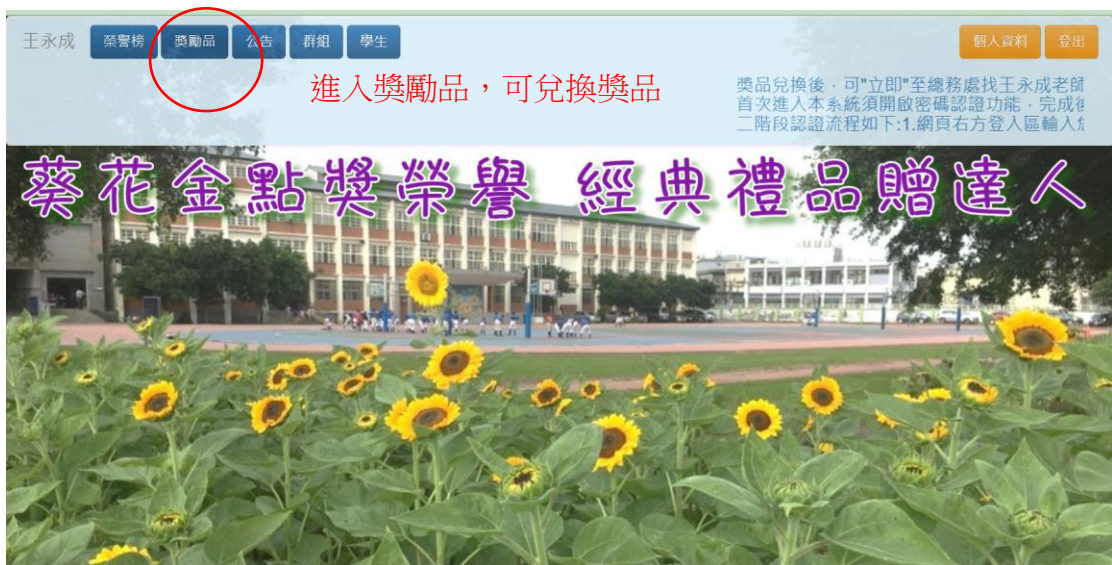 王永成 榮譽榜 獎勵品 公告 群組 學生 個人資料 登出
進入獎勵品，可兌換獎品
獎品兌換後，可"立即"至總務處找王永成老師
首次進入本系統須開啟密碼認證功能，完成
二階段認證流程如下:1.網頁右方登入區輸入
葵花金點獎榮譽 經典禮品贈達人